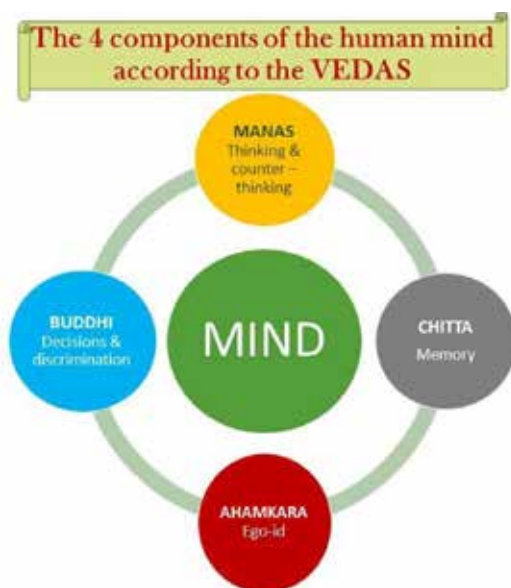 The 4 components of the human mind
according to the VEDAS
MANAS
Thinking &
counter –
thinking
BUDDHI
Decisions &
discrimination
MIND
CHITTA
Memory
AHAMKARA
Ego-id